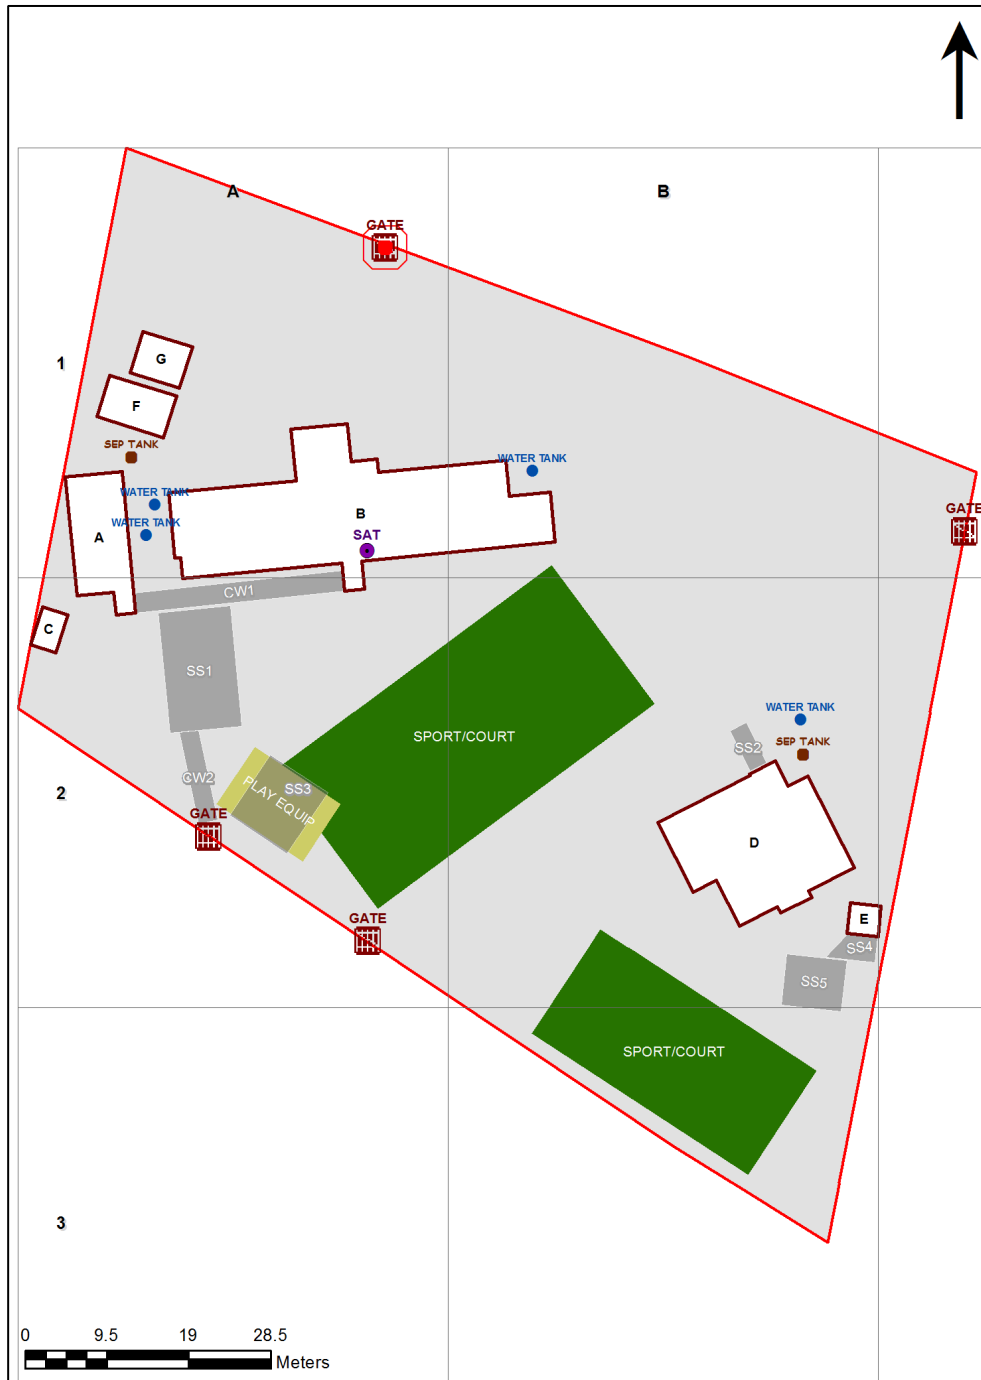 A
B
GATE
1
G
F
SEP TANK
WATER TANK
WATER TANK
WATER TANK
B
SAT
A
GATE
CW1
C
SS1
SPORT/COURT
WATER TANK
SS2
SEP TANK
2
CW2
SS3
PLAY EQUIP
GATE
D
GATE
E
SS4
SS5
SPORT/COURT
3
0 9.5 19 28.5
Meters